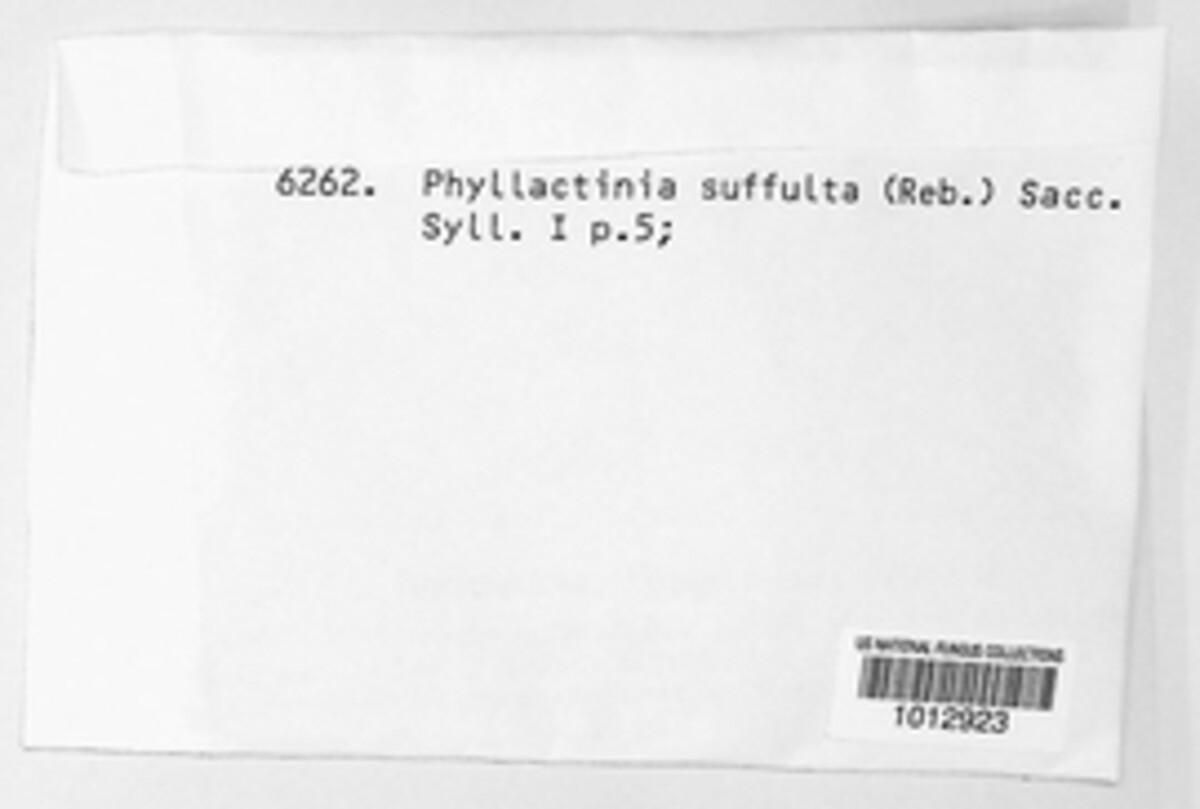 6262. Phyllactinia suffulta (Reb.) Sacc.
Syll. I p.5;
US NATIONAL FUNGUS COLLECTIONS
1012923